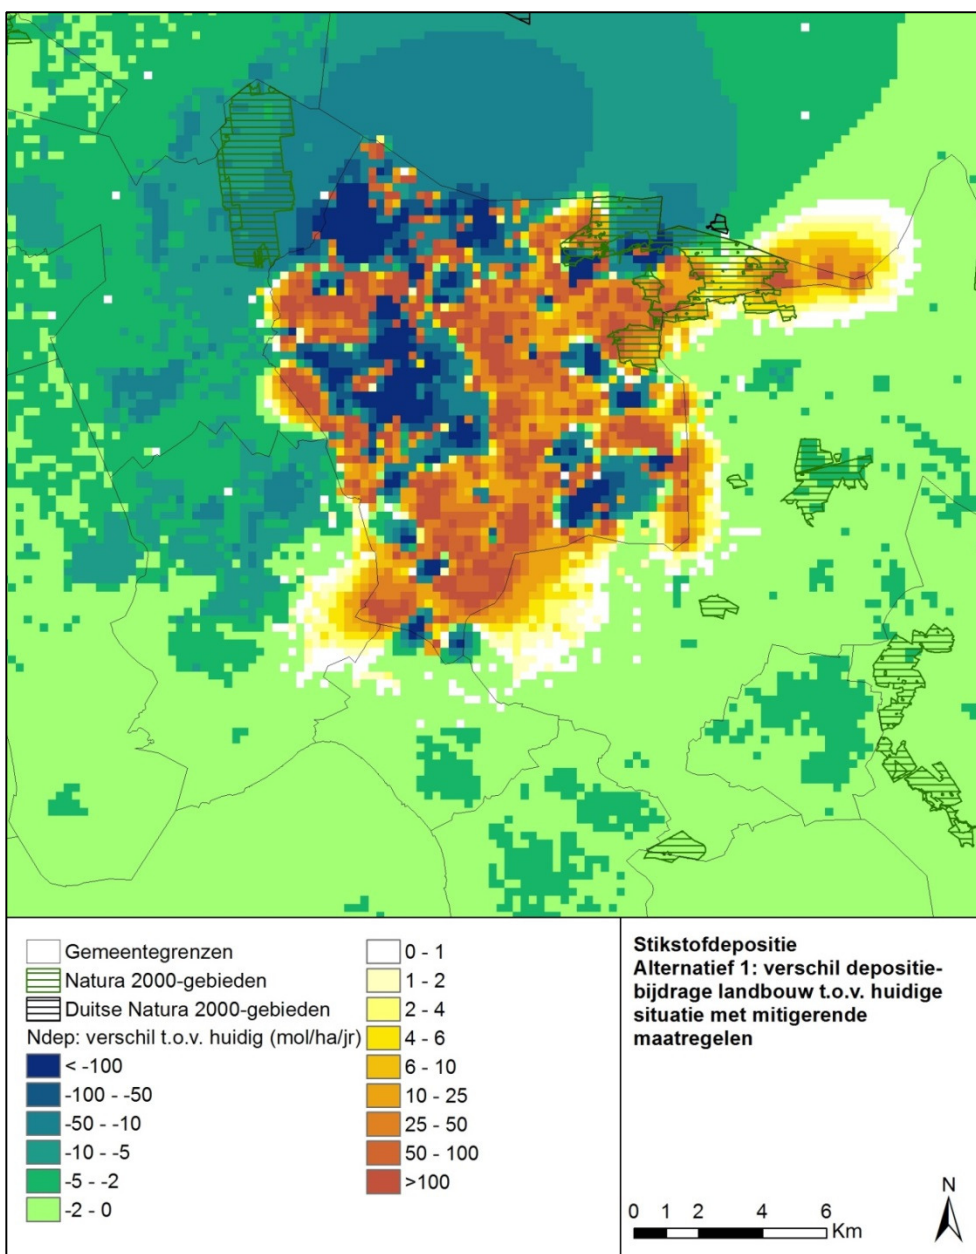 Gemeentegrenzen
Natura 2000-gebieden
Duitse Natura 2000-gebieden
Ndep: verschil t.o.v. huidig (mol/ha/jr)
< -100
-100 - -50
-50 - -10
-10 - -5
-5 - -2
-2 - 0
0 - 1
1 - 2
2 - 4
4 - 6
6 - 10
10 - 25
25 - 50
50 - 100
>100
Stikstofdepositie
Alternatief 1: verschil depositie-
bijdrage landbouw t.o.v. huidige
situatie met mitigerende
maatregelen
N
0 1 2 4 6
Km